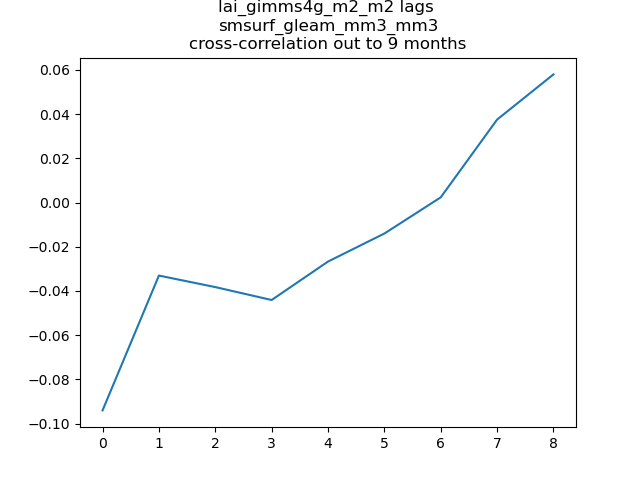 lai_gimms4g_m2_m2 lags
smsurf_gleam_mm3_mm3
cross-correlation out to 9 months
0.06
0.04
0.02
0.00
−0.02
−0.04
−0.06
−0.08
−0.10
0 1 2 3 4 5 6 7 8